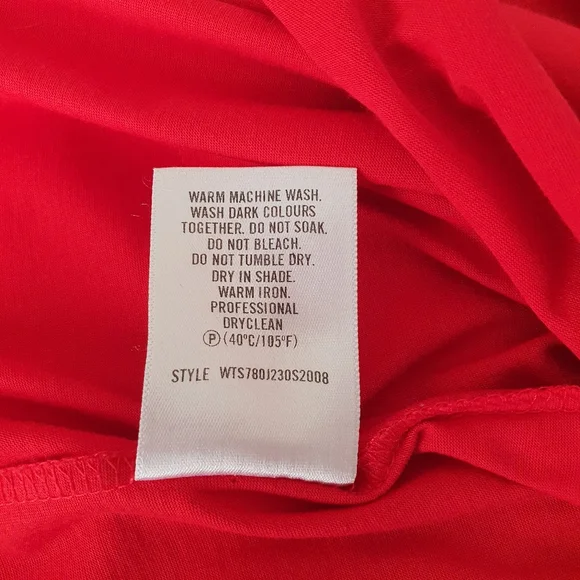 WARM MACHINE WASH.
WASH DARK COLOURS
TOGETHER. DO NOT SOAK.
DO NOT BLEACH.
DO NOT TUMBLE DRY.
DRY IN SHADE.
WARM IRON.
PROFESSIONAL
DRYCLEAN
Ⓟ (40°C/105°F)
STYLE WTS780J230S2008